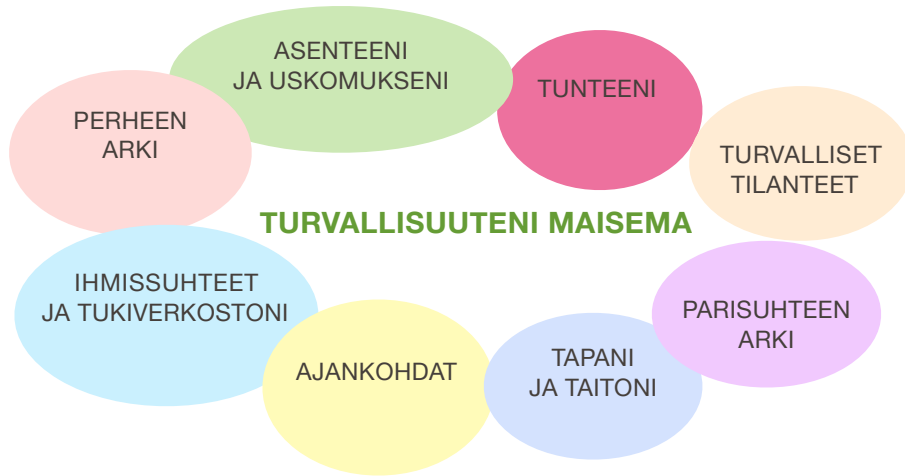 ASENTEENI
JA USKOMUKSENI
TUNTEENI
PERHEEN
ARKI
TURVALLISET
TILANTEET
TURVALLISUUTENI MAISEMA
IHMISSUHTEET
JA TUKIVERKOSTONI
PARISUHTEEN
ARKI
AJANKOHDAT
TAPANI
JA TAITONI